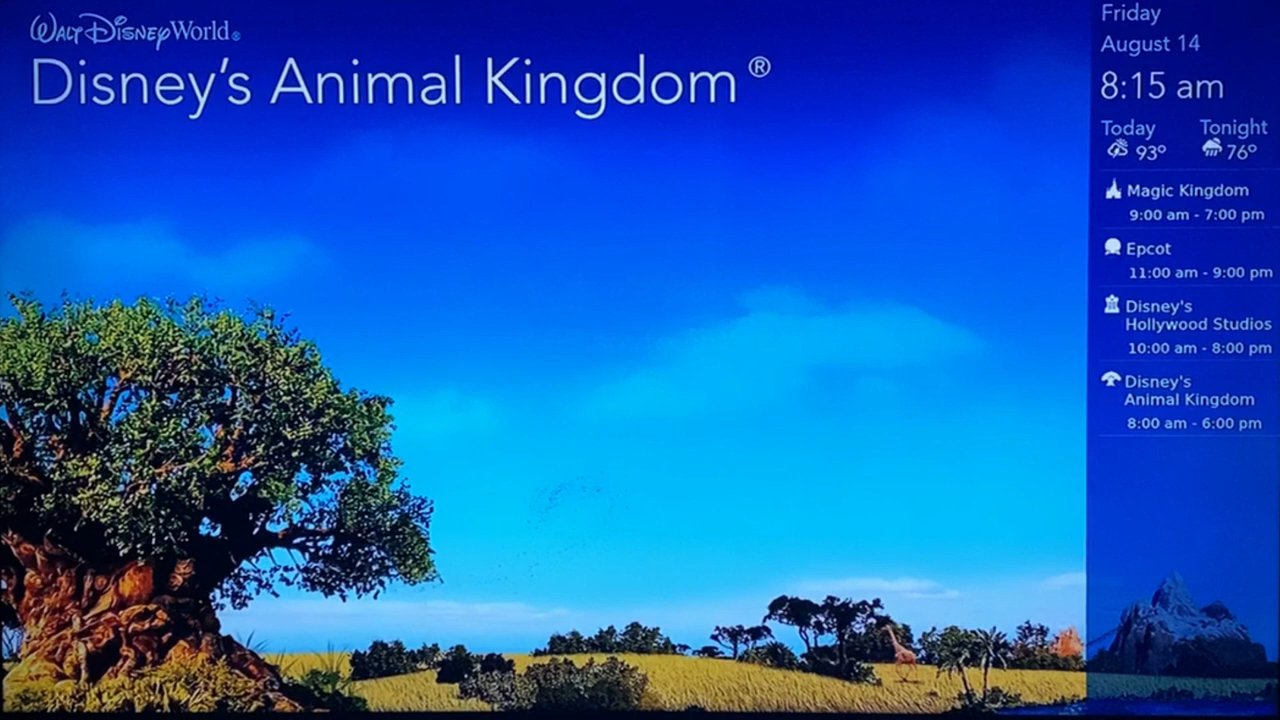 Walt Disney World®
Disney's Animal Kingdom®
Friday
August 14
8:15 am
Today Tonight
93° 76°
Magic Kingdom
9:00 am - 7:00 pm
Epcot
11:00 am - 9:00 pm
Disney's
Hollywood Studios
10:00 am - 8:00 pm
Disney's
Animal Kingdom
8:00 am - 6:00 pm